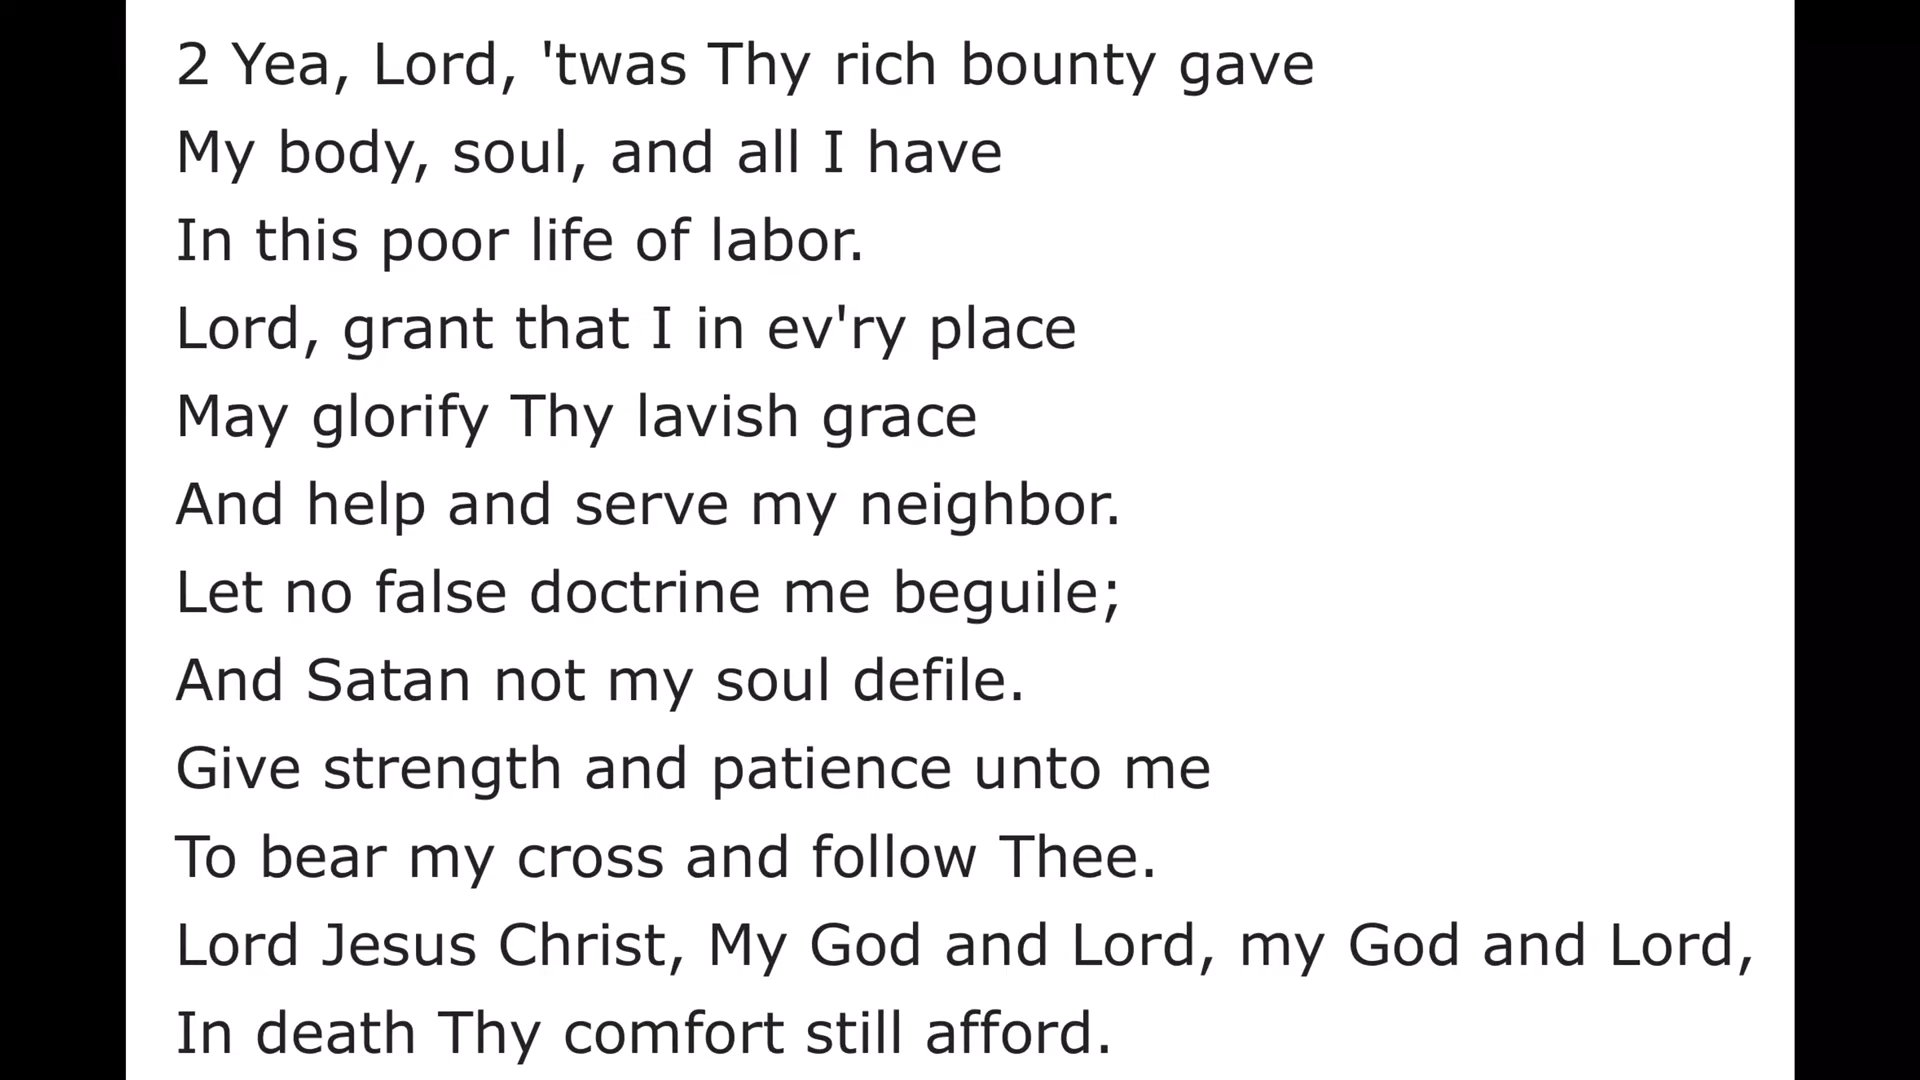 2 Yea, Lord, 'twas Thy rich bounty gave
My body, soul, and all I have
In this poor life of labor.
Lord, grant that I in ev'ry place
May glorify Thy lavish grace
And help and serve my neighbor.
Let no false doctrine me beguile;
And Satan not my soul defile.
Give strength and patience unto me
To bear my cross and follow Thee.
Lord Jesus Christ, My God and Lord, my God and Lord,
In death Thy comfort still afford.